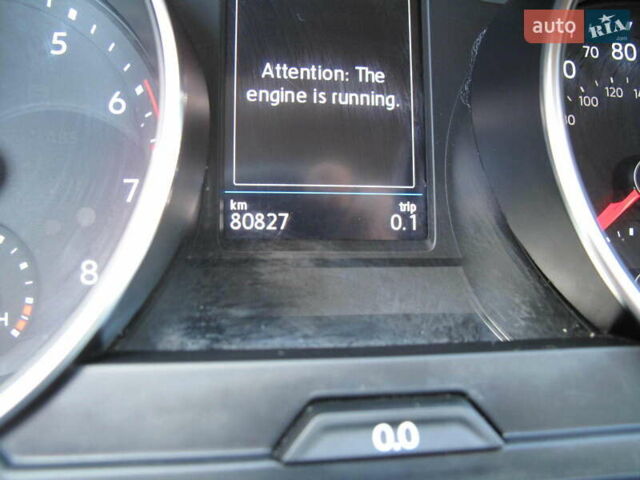 auto RIA.com
5
6
7
8
H
Attention: The
engine is running.
km trip
80827 0.1
70 80
100 120
0.0